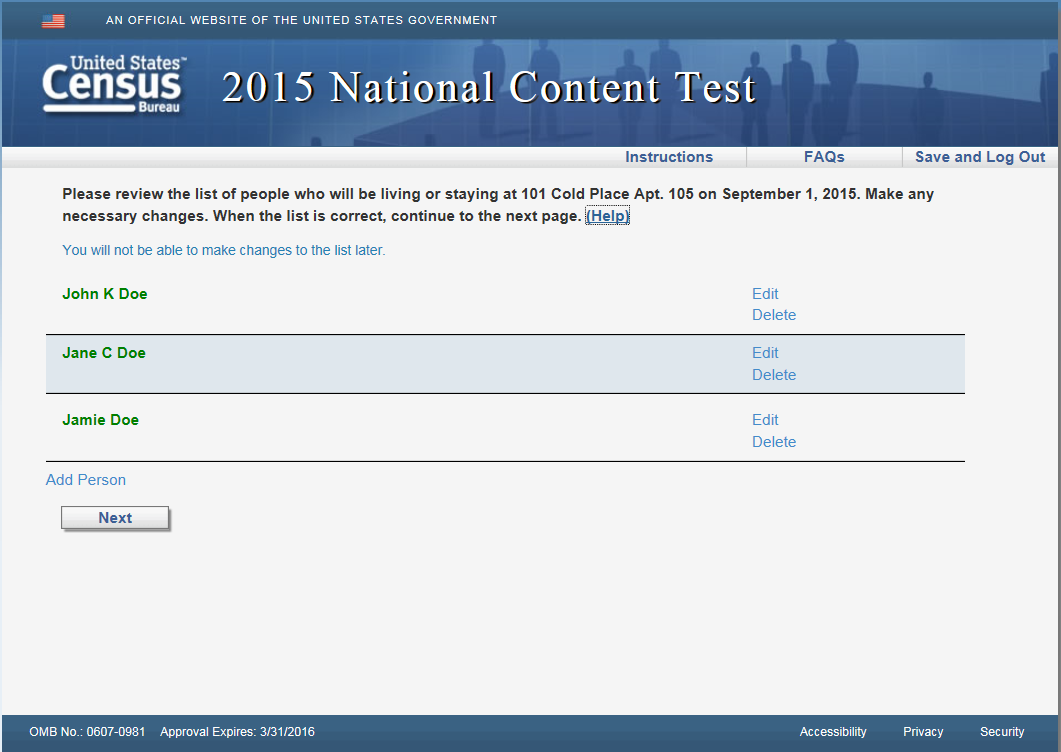 AN OFFICIAL WEBSITE OF THE UNITED STATES GOVERNMENT
United States™
Census
Bureau
2015 National Content Test
Instructions FAQs Save and Log Out
Please review the list of people who will be living or staying at 101 Cold Place Apt. 105 on September 1, 2015. Make any
necessary changes. When the list is correct, continue to the next page. (Help)
You will not be able to make changes to the list later.
John K Doe Edit
Delete
Jane C Doe Edit
Delete
Jamie Doe Edit
Delete
Add Person
Next
OMB No.: 0607-0981 Approval Expires: 3/31/2016 Accessibility Privacy Security